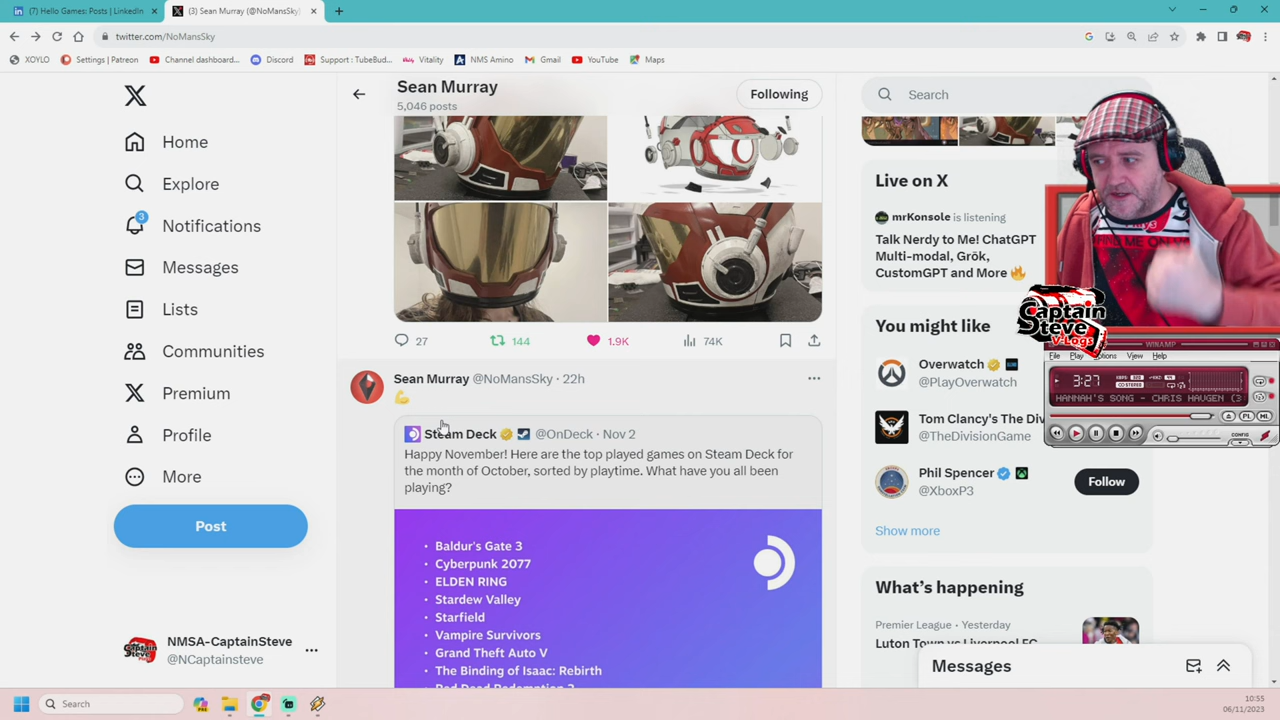 (7) Hello Games: Posts | LinkedIn
(3) Sean Murray (@NoMansSky)
twitter.com/NoMansSky
XOYLO
Settings | Patreon
Channel dashboard...
Discord
Support : TubeBud...
Vitality
NMS Amino
Gmail
YouTube
Maps
Sean Murray
5,046 posts
Following
Search
Home
Explore
3
Notifications
Messages
Lists
Communities
Premium
Profile
More
Post
NMSA-CaptainSteve
@NCaptainsteve
27
144
1.9K
74K
Sean Murray @NoMansSky · 22h
Steam Deck @OnDeck · Nov 2
Happy November! Here are the top played games on Steam Deck for
the month of October, sorted by playtime. What have you all been
playing?
• Baldur's Gate 3
• Cyberpunk 2077
• ELDEN RING
• Stardew Valley
• Starfield
• Vampire Survivors
• Grand Theft Auto V
• The Binding of Isaac: Rebirth
Live on X
mrKonsole is listening
Talk Nerdy to Me! ChatGPT
Multi-modal, Grōk,
CustomGPT and More
You might like
Overwatch
@PlayOverwatch
Tom Clancy's The Div
@TheDivisionGame
Phil Spencer
@XboxP3
Follow
Show more
What's happening
Premier League · Yesterday
Luton Town vs Liverpool FC
Messages
Captain
Steve
V-Logs
WINAMP
File Play Options View Help
3:27
HANNAH'S SONG - CHRIS HAUGEN (3
Search
10:55
06/11/2023